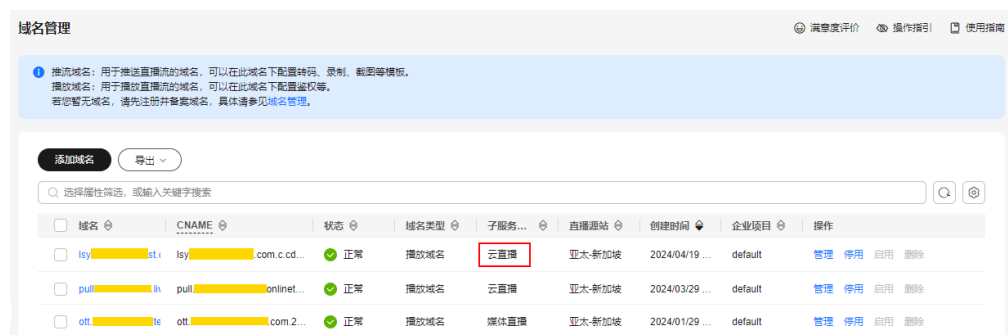 域名管理
满意度评价 操作指引 使用指南
推流域名：用于推送直播流的域名，可以在此域名下配置转码、录制、截图等模板。
播放域名：用于播放直播流的域名，可以在此域名下配置鉴权等。
若您暂无域名，请先注册并备案域名，具体请参见域名管理。
添加域名 导出
选择属性筛选，或输入关键字搜索
域名 CNAME 状态 域名类型 子服务... 直播源站 创建时间 企业项目 操作
lsy st. lsy .com.c.cd... 正常 播放域名 云直播 亚太-新加坡 2024/04/19 ... default 管理 停用 启用 删除
pull .liv pull. onlinet... 正常 播放域名 云直播 亚太-新加坡 2024/03/29 ... default 管理 停用 启用 删除
ott. te ott. .com.2... 正常 播放域名 媒体直播 亚太-新加坡 2024/01/29 ... default 管理 停用 启用 删除